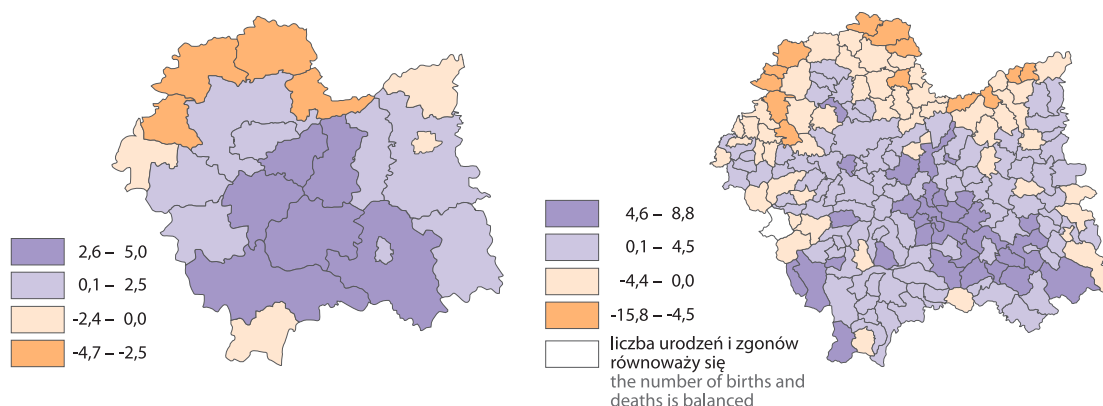 2,6 – 5,0
0,1 – 2,5
-2,4 – 0,0
-4,7 – -2,5
4,6 – 8,8
0,1 – 4,5
-4,4 – 0,0
-15,8 – -4,5
liczba urodzeń i zgonów
równoważy się
the number of births and
deaths is balanced